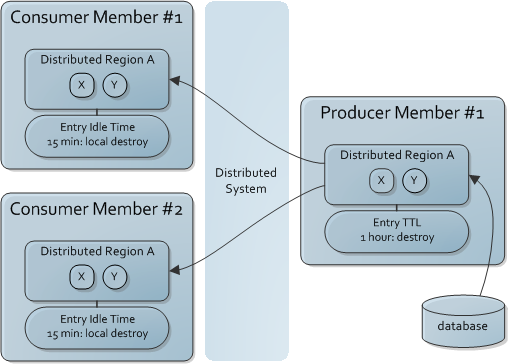 Consumer Member #1
Distributed Region A
X Y
Entry Idle Time
15 min: local destroy
Consumer Member #2
Distributed Region A
X Y
Entry Idle Time
15 min: local destroy
Distributed
System
Producer Member #1
Distributed Region A
X Y
Entry TTL
1 hour: destroy
database